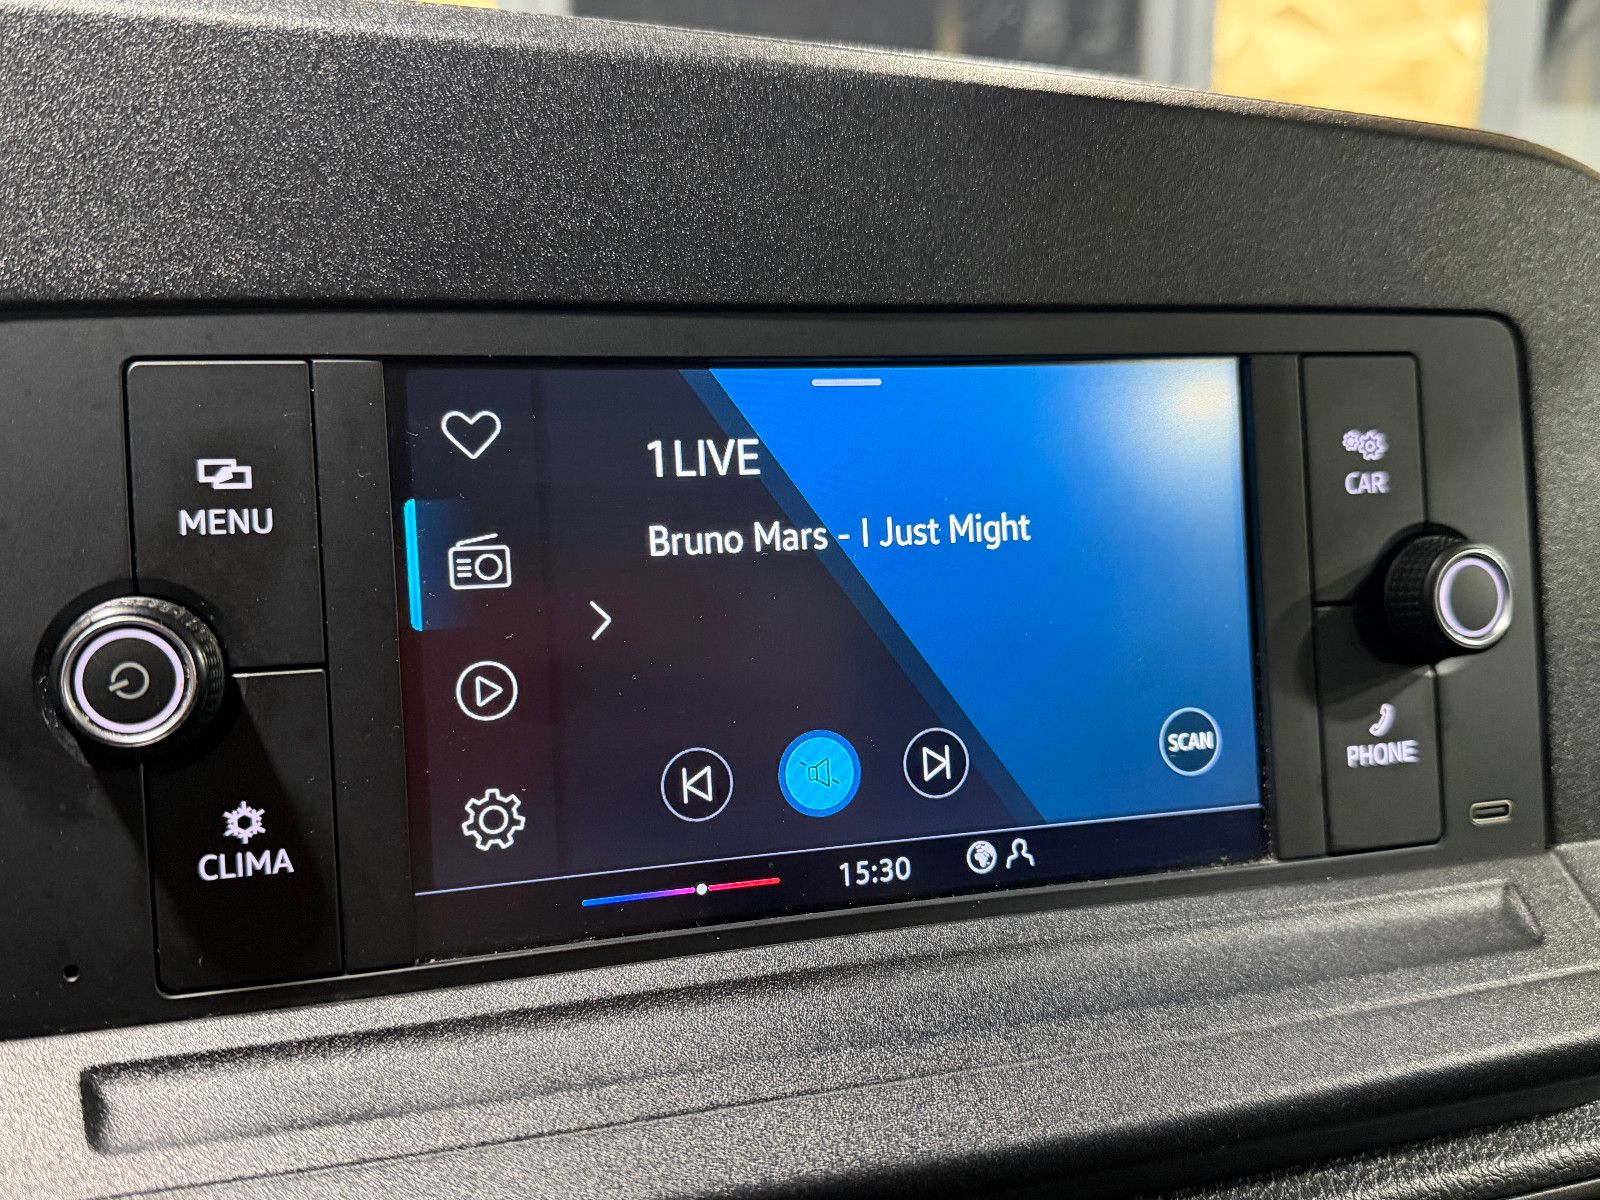 MENU
CLIMA
1LIVE
Bruno Mars - I Just Might
SCAN
15:30
CAR
PHONE